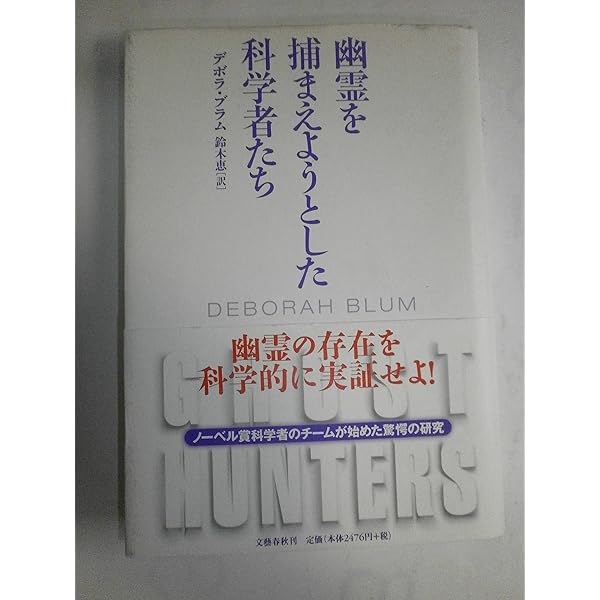 幽霊を
捕まえようとした
科学者たち
デボラ・ブラム 鈴木恵[訳]
DEBORAH BLUM
幽霊の存在を
科学的に実証せよ!
GHOST
ノーベル賞科学者のチームが始めた驚愕の研究
HUNTERS
文藝春秋刊 定価(本体2476円+税)